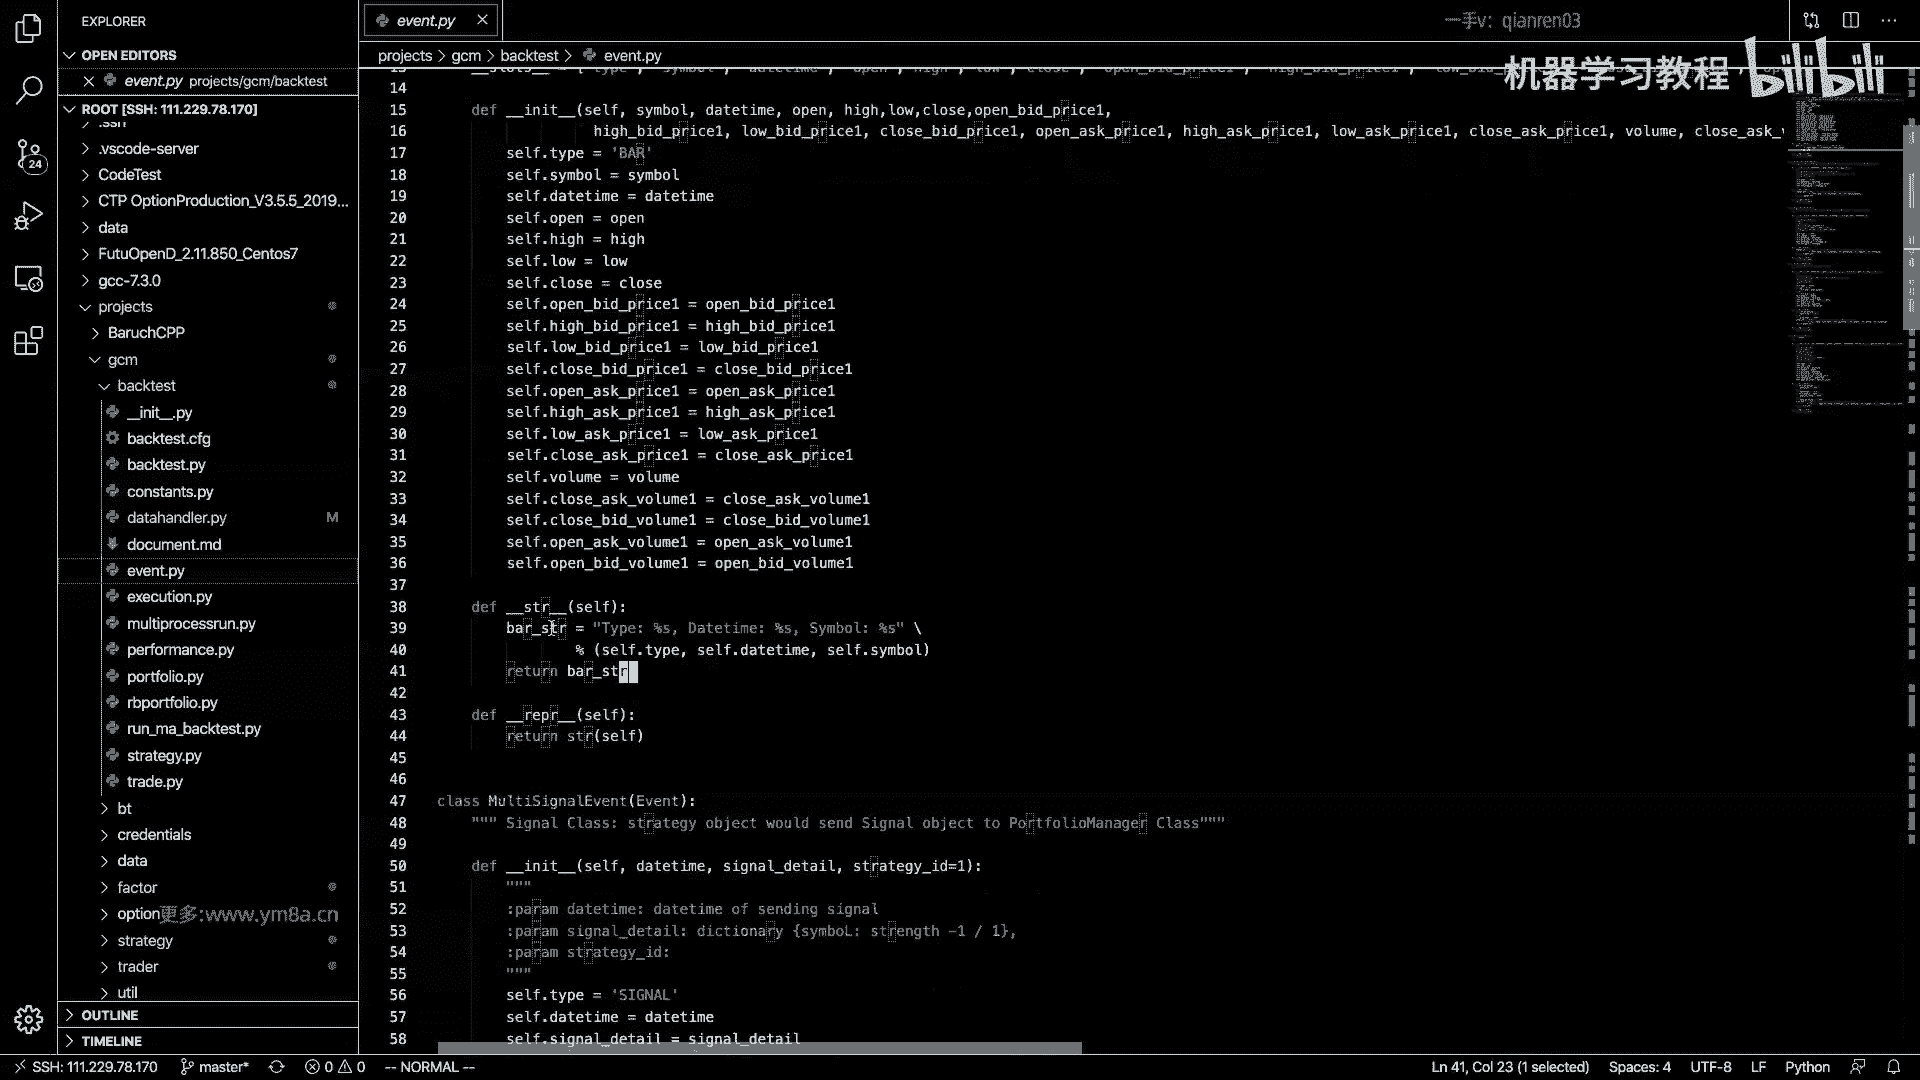 EXPLORER
OPEN EDITORS
event.py projects/gcm/backtest
ROOT [SSH: 111.229.78.170]
.ssh
.vscode-server
CodeTest
CTP OptionProduction_V3.5.5_2019...
data
FutuOpenD_2.11.850_Centos7
gcc-7.3.0
projects
BaruchCPP
gcm
backtest
__init__.py
backtest.cfg
backtest.py
constants.py
datahandler.py M
document.md
event.py
execution.py
multiprocessrun.py
performance.py
portfolio.py
rbportfolio.py
run_ma_backtest.py
strategy.py
trade.py
bt
credentials
data
factor
option
更多:www.ym8a.cn
strategy
trader
util
OUTLINE
TIMELINE
24
event.py
一手v: qianren03
机器学习教程 bilibili
projects > gcm > backtest > event.py
14
15 def __init__(self, symbol, datetime, open, high,low,close,open_bid_price1,
16 high_bid_price1, low_bid_price1, close_bid_price1, open_ask_price1, high_ask_price1, low_ask_price1, close_ask_price1, volume, close_ask_v
17 self.type = 'BAR'
18 self.symbol = symbol
19 self.datetime = datetime
20 self.open = open
21 self.high = high
22 self.low = low
23 self.close = close
24 self.open_bid_price1 = open_bid_price1
25 self.high_bid_price1 = high_bid_price1
26 self.low_bid_price1 = low_bid_price1
27 self.close_bid_price1 = close_bid_price1
28 self.open_ask_price1 = open_ask_price1
29 self.high_ask_price1 = high_ask_price1
30 self.low_ask_price1 = low_ask_price1
31 self.close_ask_price1 = close_ask_price1
32 self.volume = volume
33 self.close_ask_volume1 = close_ask_volume1
34 self.close_bid_volume1 = close_bid_volume1
35 self.open_ask_volume1 = open_ask_volume1
36 self.open_bid_volume1 = open_bid_volume1
37
38 def __str__(self):
39 bar_str = "Type: %s, Datetime: %s, Symbol: %s" \
40 % (self.type, self.datetime, self.symbol)
41 return bar_str
42
43 def __repr__(self):
44 return str(self)
45
46
47 class MultiSignalEvent(Event):
48 """ Signal Class: strategy object would send Signal object to PortfolioManager Class"""
49
50 def __init__(self, datetime, signal_detail, strategy_id=1):
51 """
52 :param datetime: datetime of sending signal
53 :param signal_detail: dictionary {symboL: strength -1 / 1},
54 :param strategy_id:
55 """
56 self.type = 'SIGNAL'
57 self.datetime = datetime
58 self.signal_detail = signal_detail
SSH: 111.229.78.170 master* 0 0 -- NORMAL -- Ln 41, Col 23 (1 selected) Spaces: 4 UTF-8 LF Python